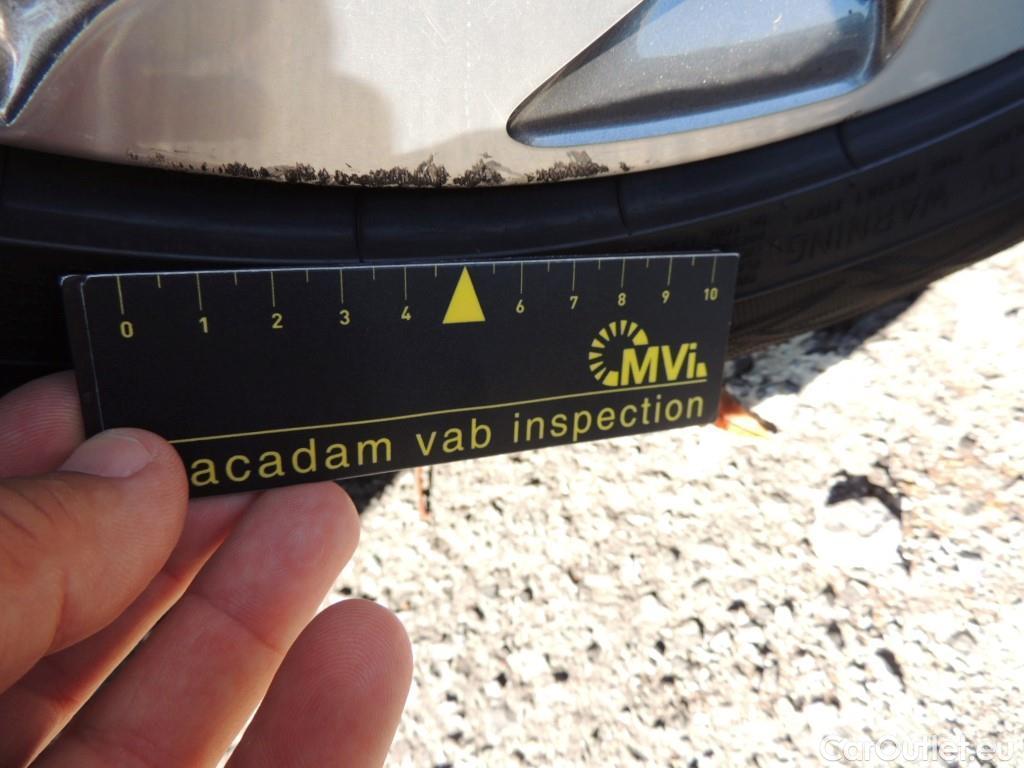 WARNING
0 1 2 3 4 6 7 8 9 10
MVi
acadam vab inspection
CarOutlet.eu